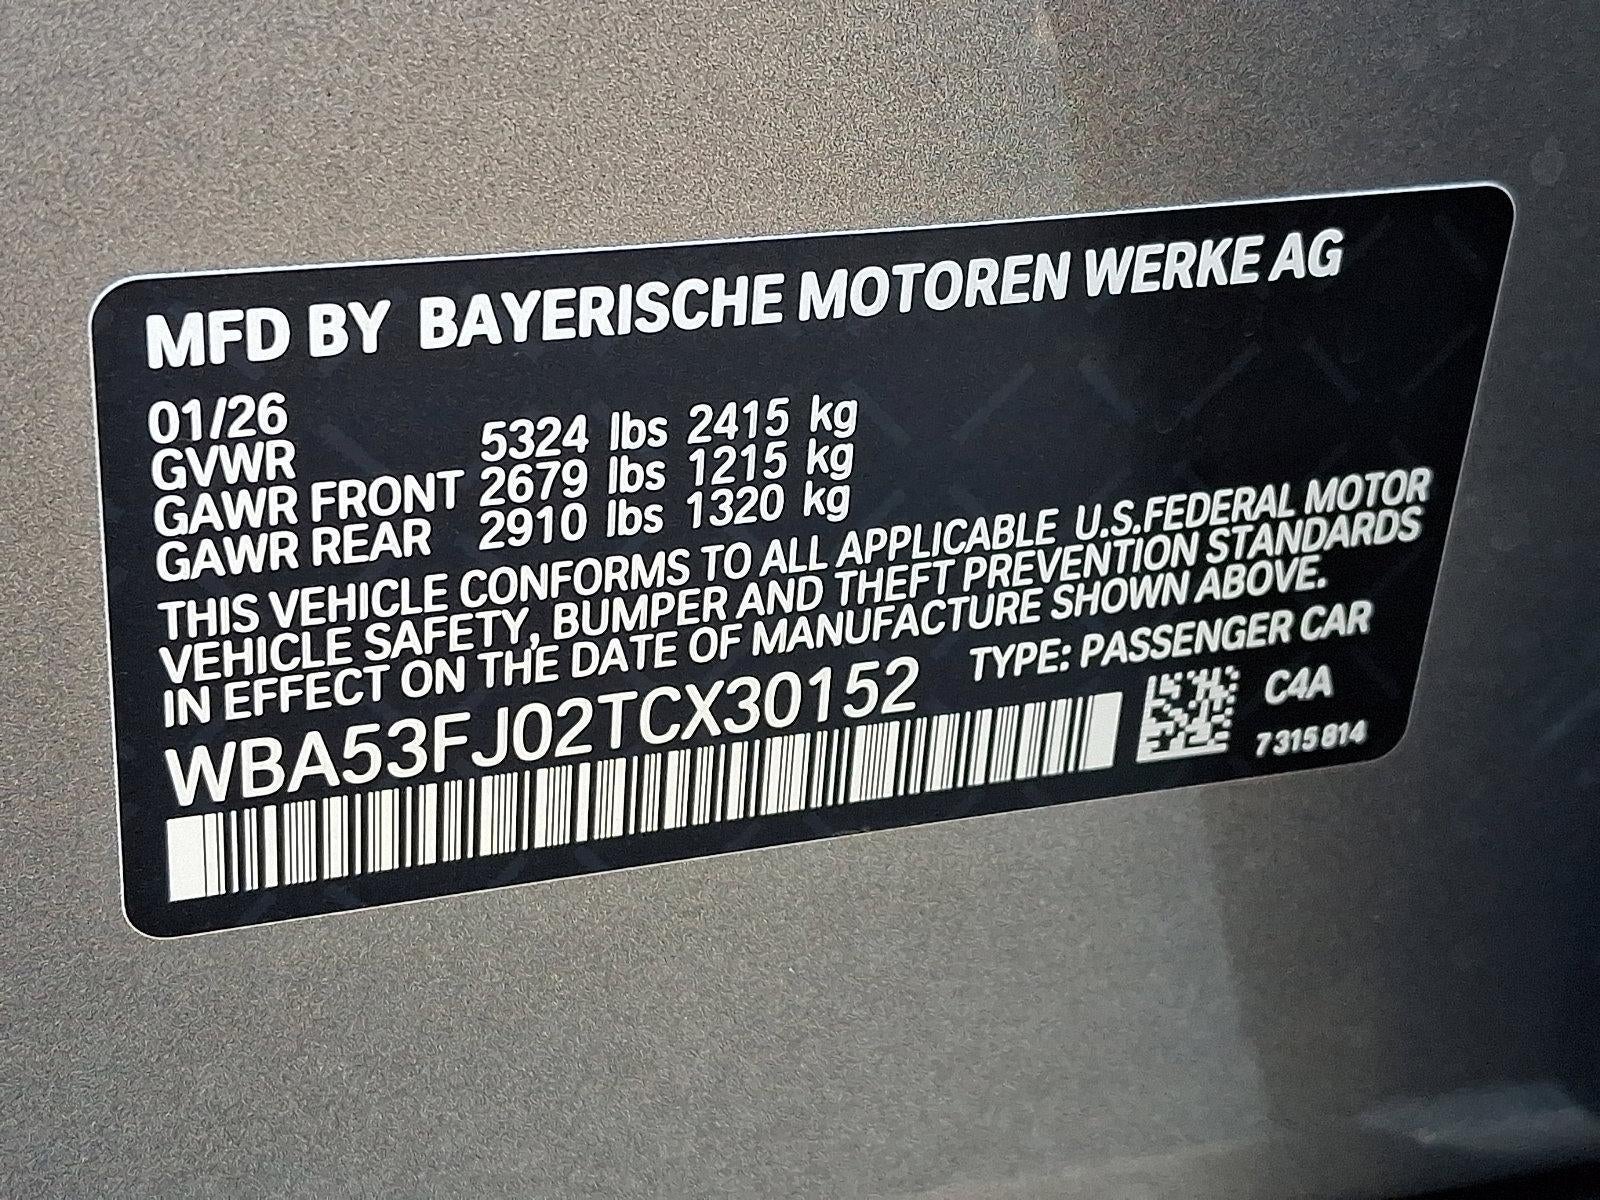 MFD BY BAYERISCHE MOTOREN WERKE AG
01/26
GVWR 5324 lbs 2415 kg
GAWR FRONT 2679 lbs 1215 kg
GAWR REAR 2910 lbs 1320 kg
THIS VEHICLE CONFORMS TO ALL APPLICABLE U.S.FEDERAL MOTOR
VEHICLE SAFETY, BUMPER AND THEFT PREVENTION STANDARDS
IN EFFECT ON THE DATE OF MANUFACTURE SHOWN ABOVE.
WBA53FJ02TCX30152 TYPE: PASSENGER CAR
C4A
7315814